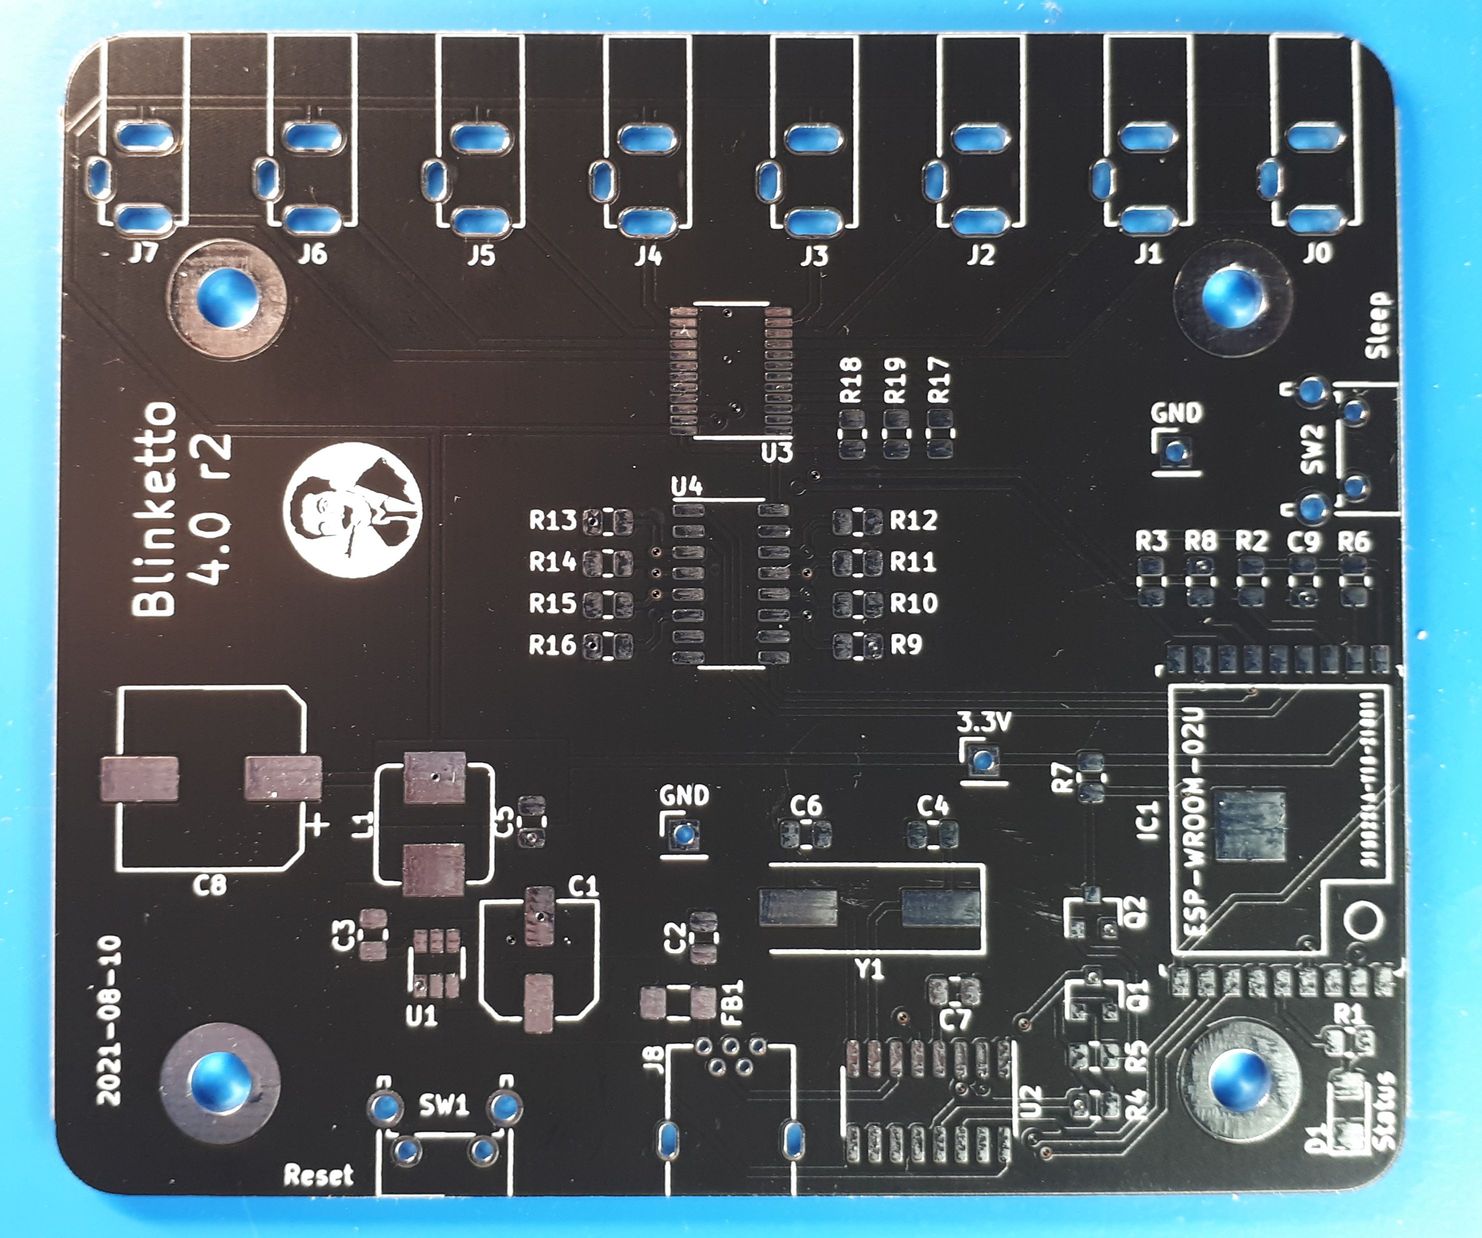 J7 J6 J5 J4 J3 J2 J1 J0
Sleep
R18 R19 R17
GND
SW2
U3
Blinketto
4.0 r2
U4
R13
R12
R14
R11
R15
R10
R16
R9
R3 R8 R2 C9 R6
3.3V
R7
IC1
ESP-WROOM-02U
GND
C6 C4
L1
C5
C8
+
C1
C3
C2
Q2
Y1
2021-08-10
U1
FB1
C7
Q1
R1
J8
R5
SW1
U2
R4
D1
Status
Reset